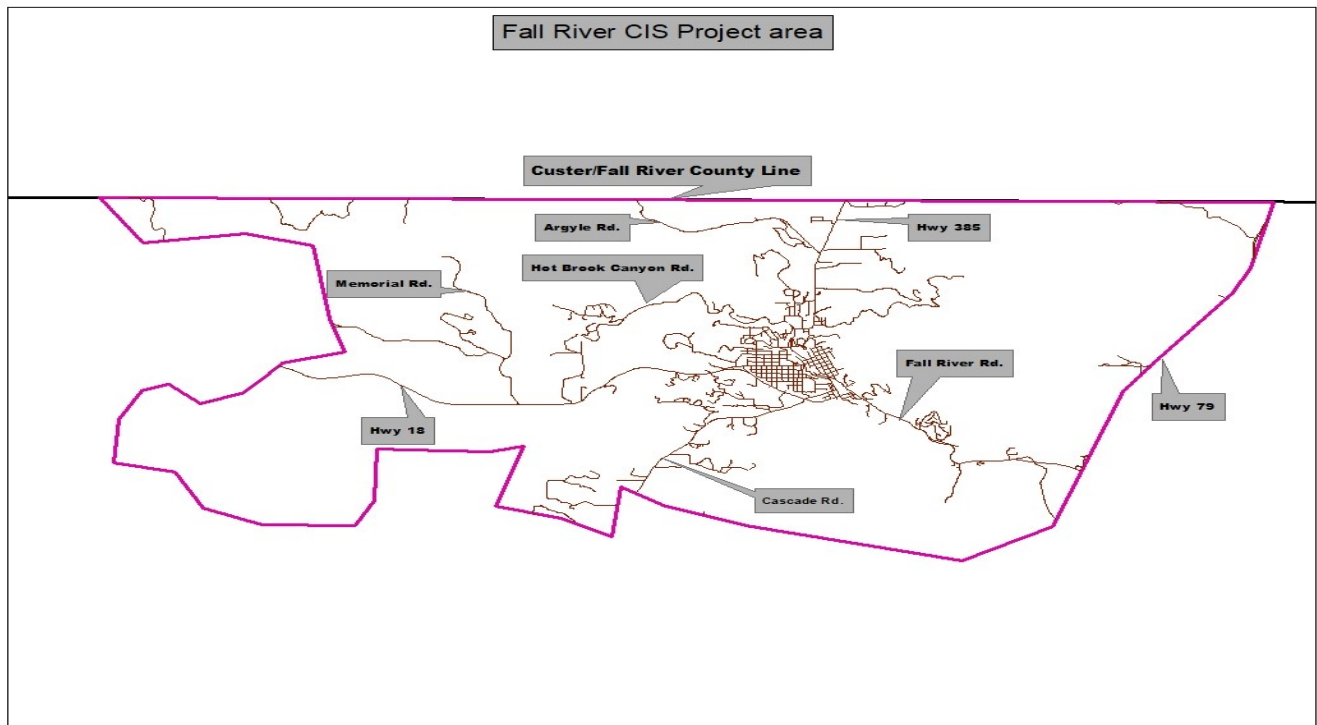 Fall River CIS Project area
Custer/Fall River County Line
Argyle Rd.
Hwy 385
Hot Brook Canyon Rd.
Memorial Rd.
Fall River Rd.
Hwy 79
Hwy 18
Cascade Rd.